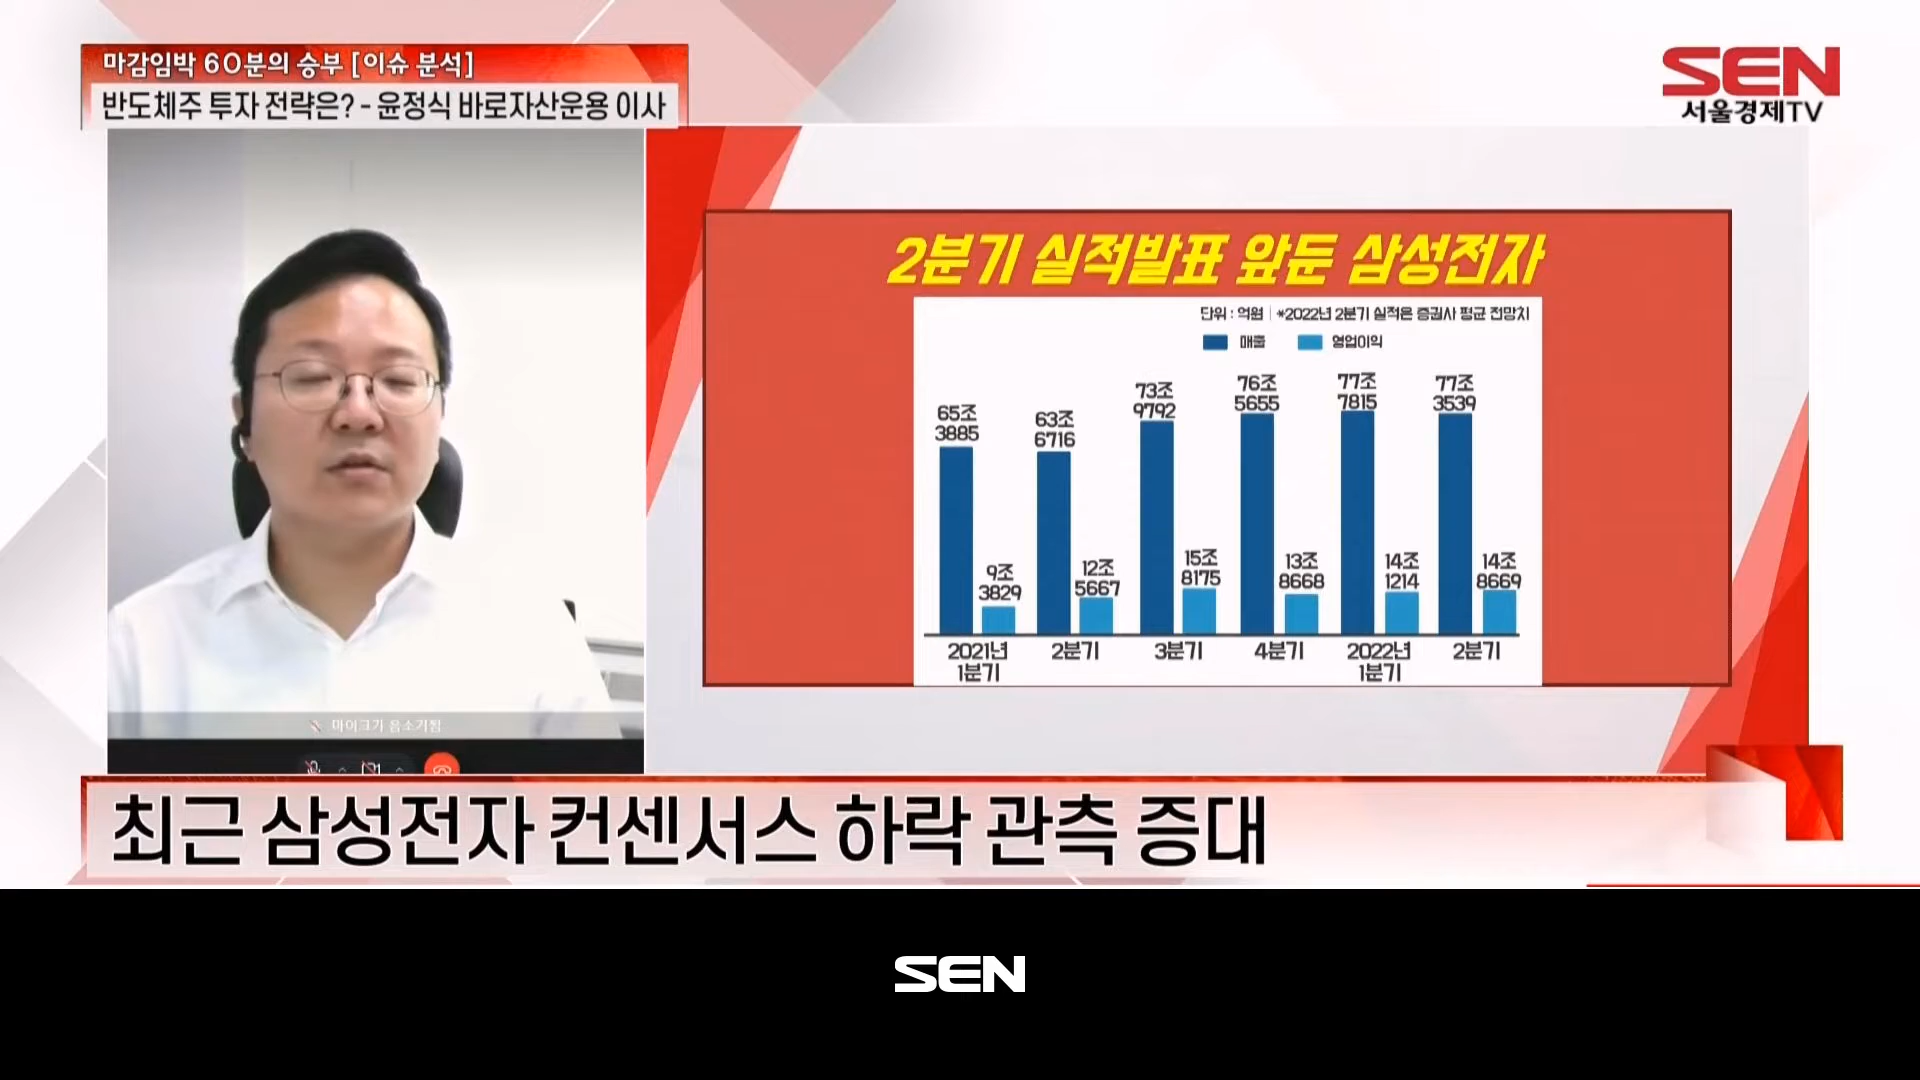 마감임박 60분의 승부 [이슈 분석]
반도체주 투자 전략은? - 윤정식 바로자산운용 이사
SEN
서울경제TV
2분기 실적발표 앞둔 삼성전자
단위 : 억원 | *2022년 2분기 실적은 증권사 평균 전망치
매출 영업이익
65조
3885
9조
3829
63조
6716
12조
5667
73조
9792
15조
8175
76조
5655
13조
8668
77조
7815
14조
1214
77조
3539
14조
8669
2021년
1분기
2분기
3분기
4분기
2022년
1분기
2분기
마이크가 음소거됨
최근 삼성전자 컨센서스 하락 관측 증대
SEN